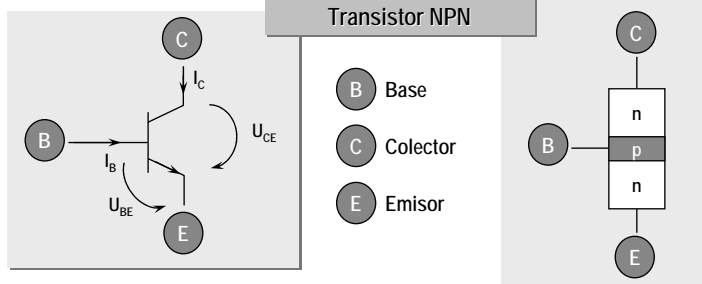 Transistor NPN
C
I_C
B
I_B
U_CE
U_BE
E
B Base
C Colector
E Emisor
C
n
B
p
n
E